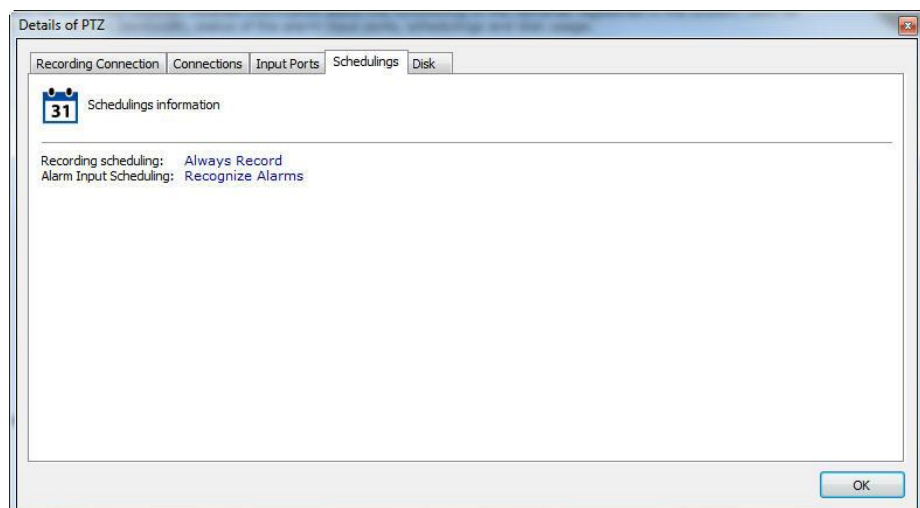 Details of PTZ
Recording Connection Connections Input Ports Schedulings Disk
31 Schedulings information
Recording scheduling: Always Record
Alarm Input Scheduling: Recognize Alarms
OK